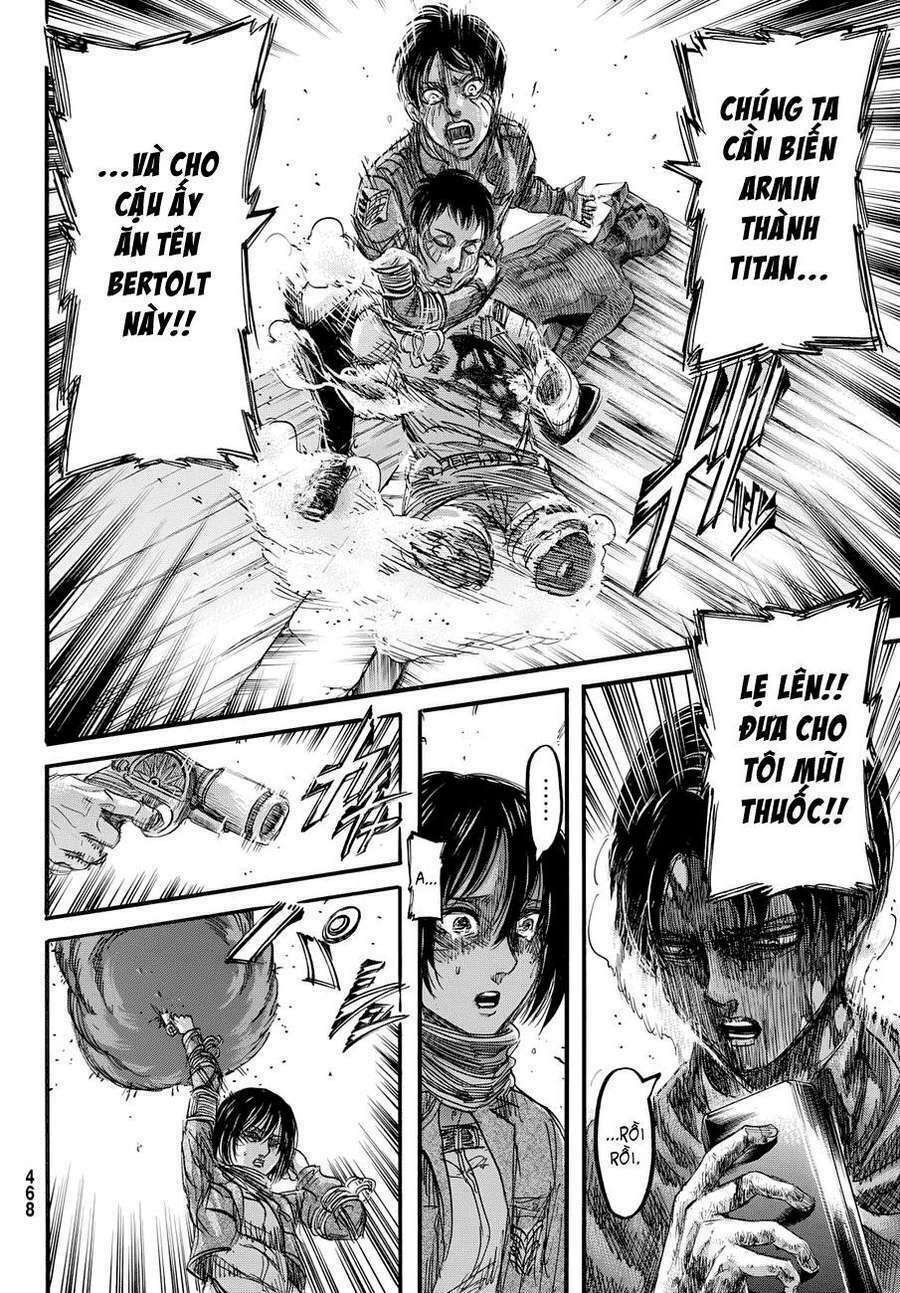 CHÚNG TA
CẦN BIẾN
ARMIN
THÀNH
TITAN...
...VÀ CHO
CẬU ẤY
ĂN TÊN
BERTOLT
NÀY!!
LẸ LÊN!!
ĐƯA CHO
TÔI MŨI
THUỐC!!
...RỒI
RỒI.
......
A...
468